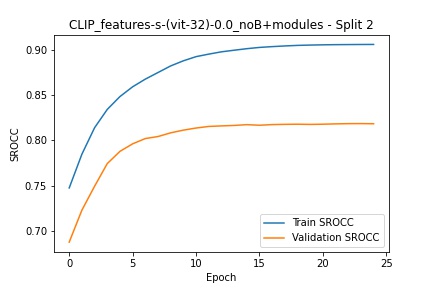 CLIP_features-s-(vit-32)-0.0_noB+modules - Split 2
0.90
0.85
0.80
0.75
0.70
SROCC
Train SROCC
Validation SROCC
0 5 10 15 20 25
Epoch